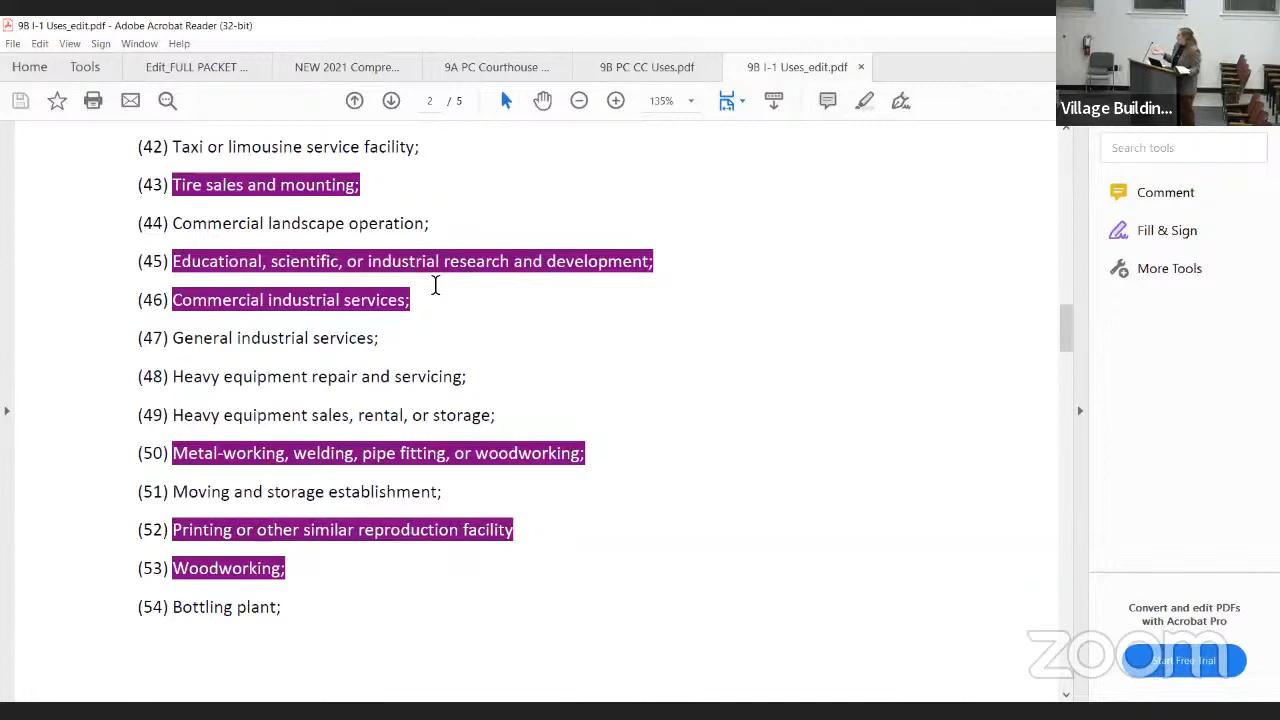 9B I-1 Uses_edit.pdf - Adobe Acrobat Reader (32-bit)
File Edit View Sign Window Help
Home Tools Edit_FULL PACKET ... NEW 2021 Compre 9A PC Courthouse ... 9B PC CC Uses.pdf 9B I-1 Uses_edit.pdf ×
2 / 5 135%
Village Buildin...
Search tools
Comment
Fill & Sign
More Tools
(42) Taxi or limousine service facility;
(43) Tire sales and mounting;
(44) Commercial landscape operation;
(45) Educational, scientific, or industrial research and development;
(46) Commercial industrial services;
(47) General industrial services;
(48) Heavy equipment repair and servicing;
(49) Heavy equipment sales, rental, or storage;
(50) Metal-working, welding, pipe fitting, or woodworking;
(51) Moving and storage establishment;
(52) Printing or other similar reproduction facility
(53) Woodworking;
(54) Bottling plant;
Convert and edit PDFs
with Acrobat Pro
Start Free Trial
zoom